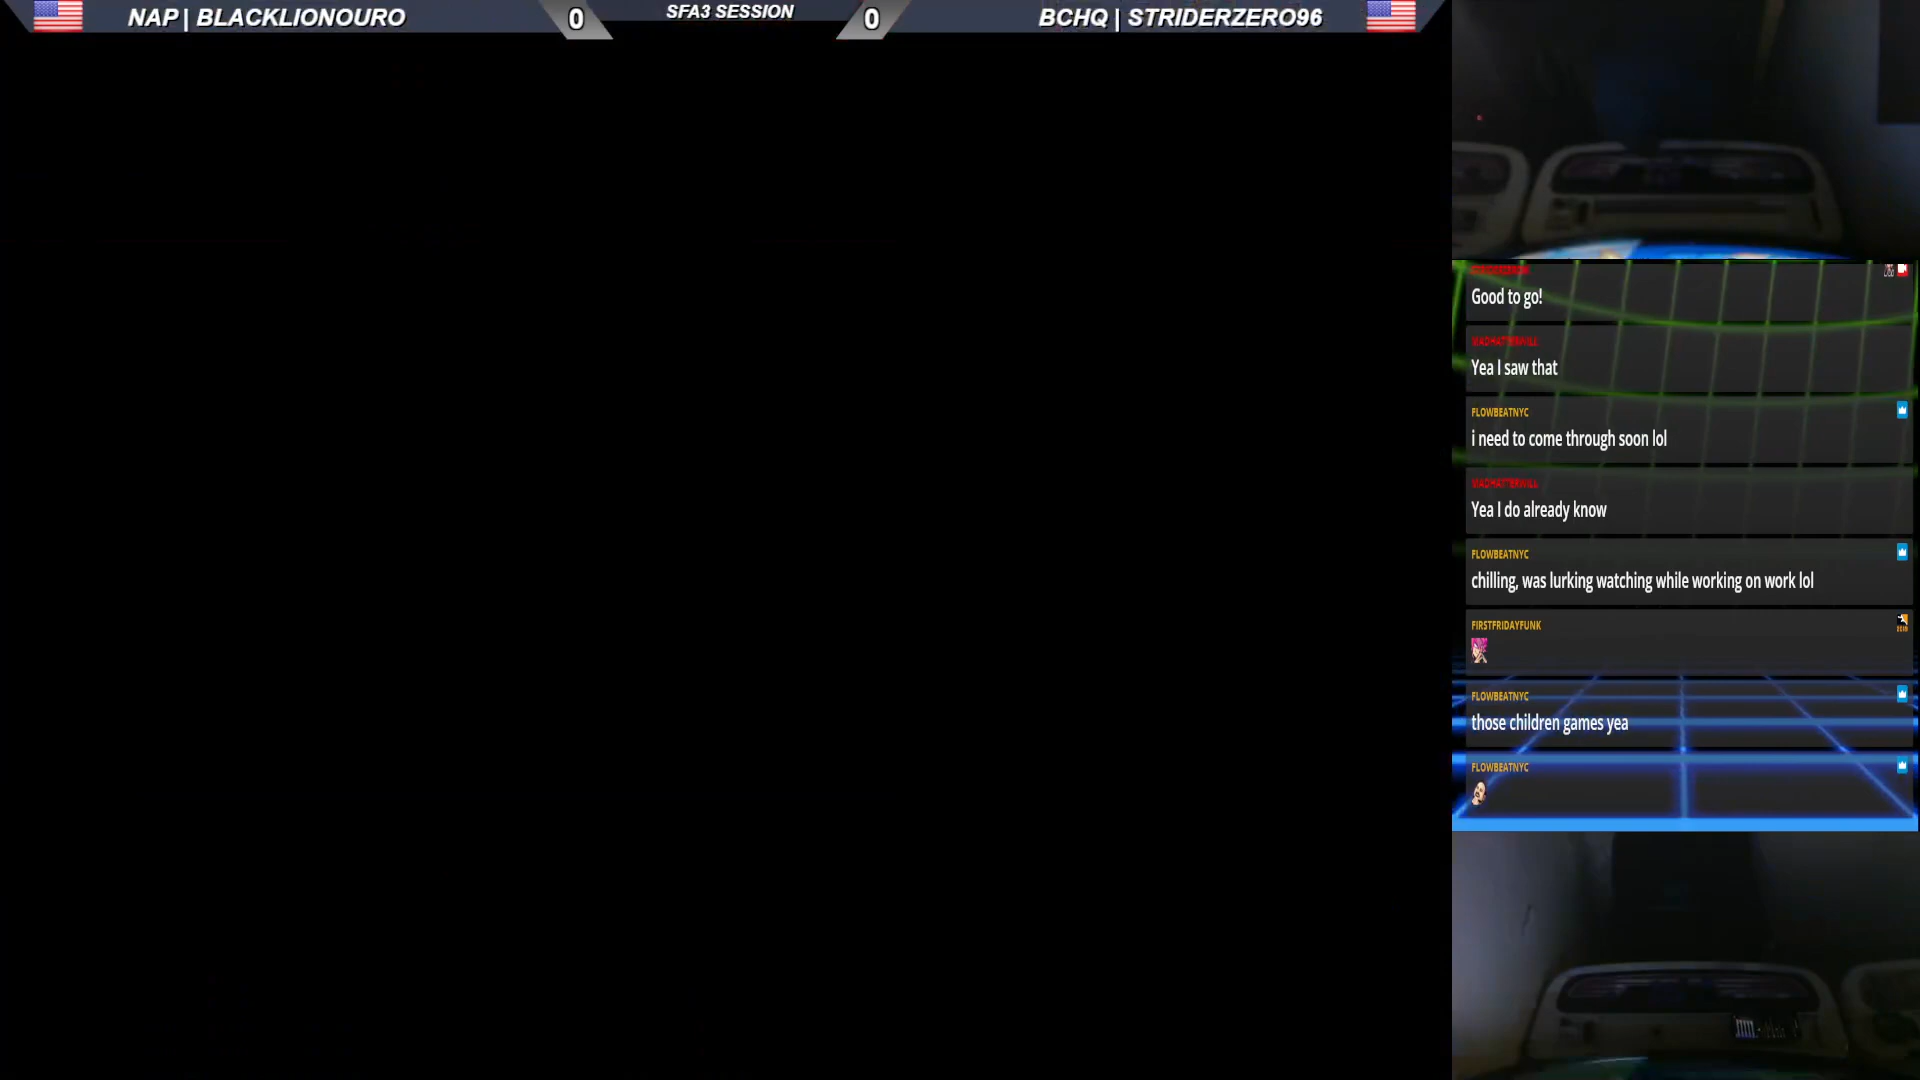 NAP | BLACKLIONOURO
0
SFA3 SESSION
0
BCHQ | STRIDERZERO96
Good to go!
MADHATTERWILL
Yea I saw that
FLOWBEATNYC
i need to come through soon lol
MADHATTERWILL
Yea I do already know
FLOWBEATNYC
chilling, was lurking watching while working on work lol
FIRSTFRIDAYFUNK
FLOWBEATNYC
those children games yea
FLOWBEATNYC